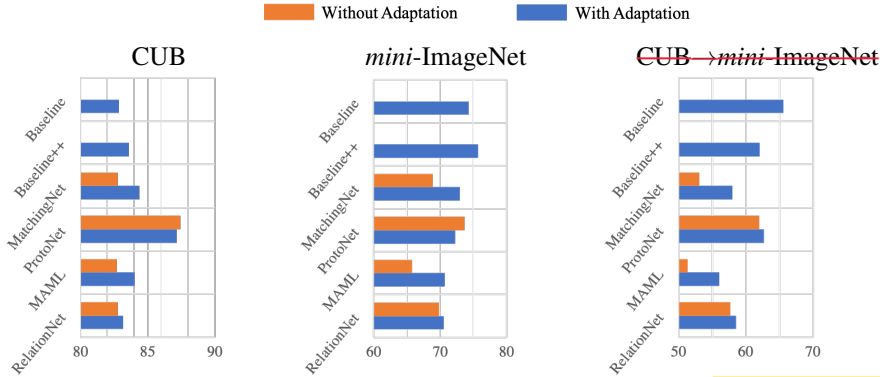 Without Adaptation With Adaptation
CUB mini-ImageNet CUB→mini-ImageNet
Baseline Baseline Baseline
Baseline++ Baseline++ Baseline++
MatchingNet MatchingNet MatchingNet
ProtoNet ProtoNet ProtoNet
MAML MAML MAML
RelationNet RelationNet RelationNet
80 85 90 60 70 80 50 60 70